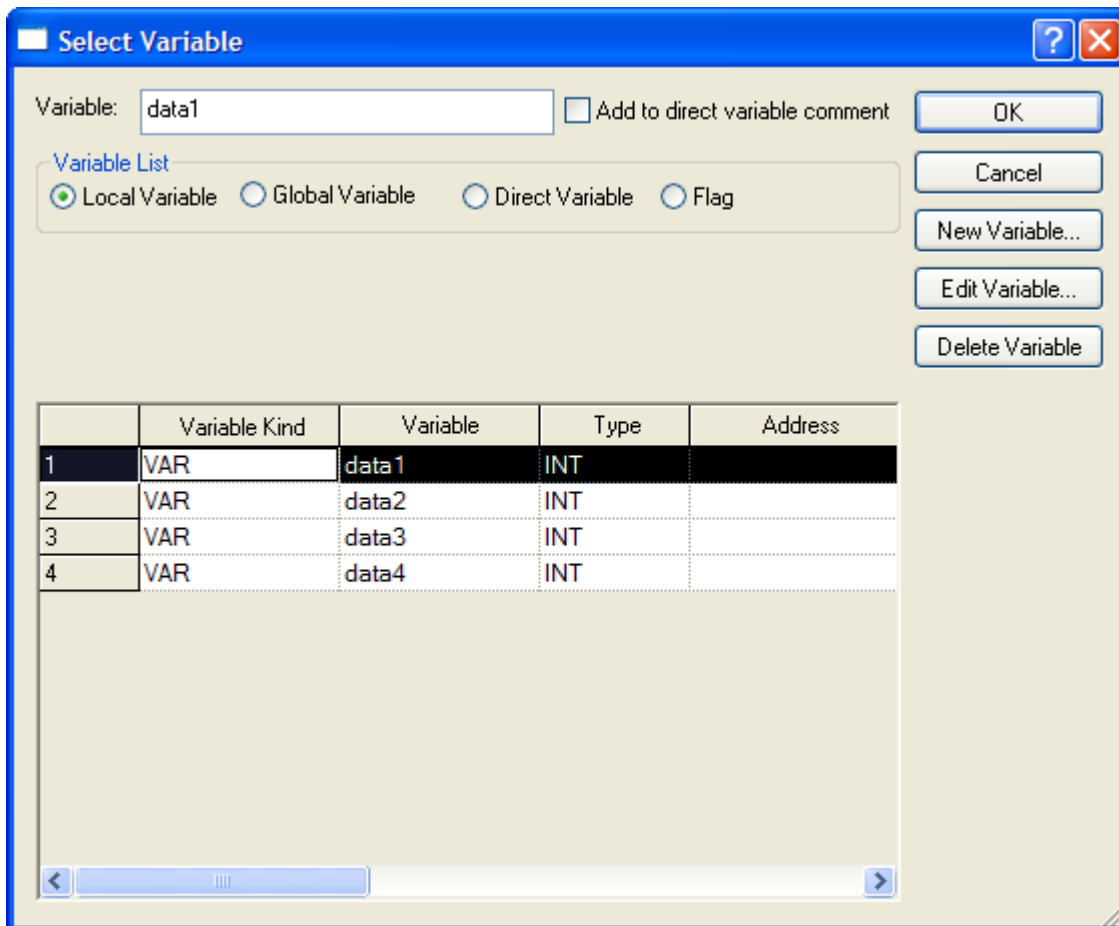 Select Variable
Variable: data1 Add to direct variable comment OK
Variable List Cancel
Local Variable Global Variable Direct Variable Flag
New Variable...
Edit Variable...
Delete Variable
Variable Kind Variable Type Address
1 VAR data1 INT
2 VAR data2 INT
3 VAR data3 INT
4 VAR data4 INT